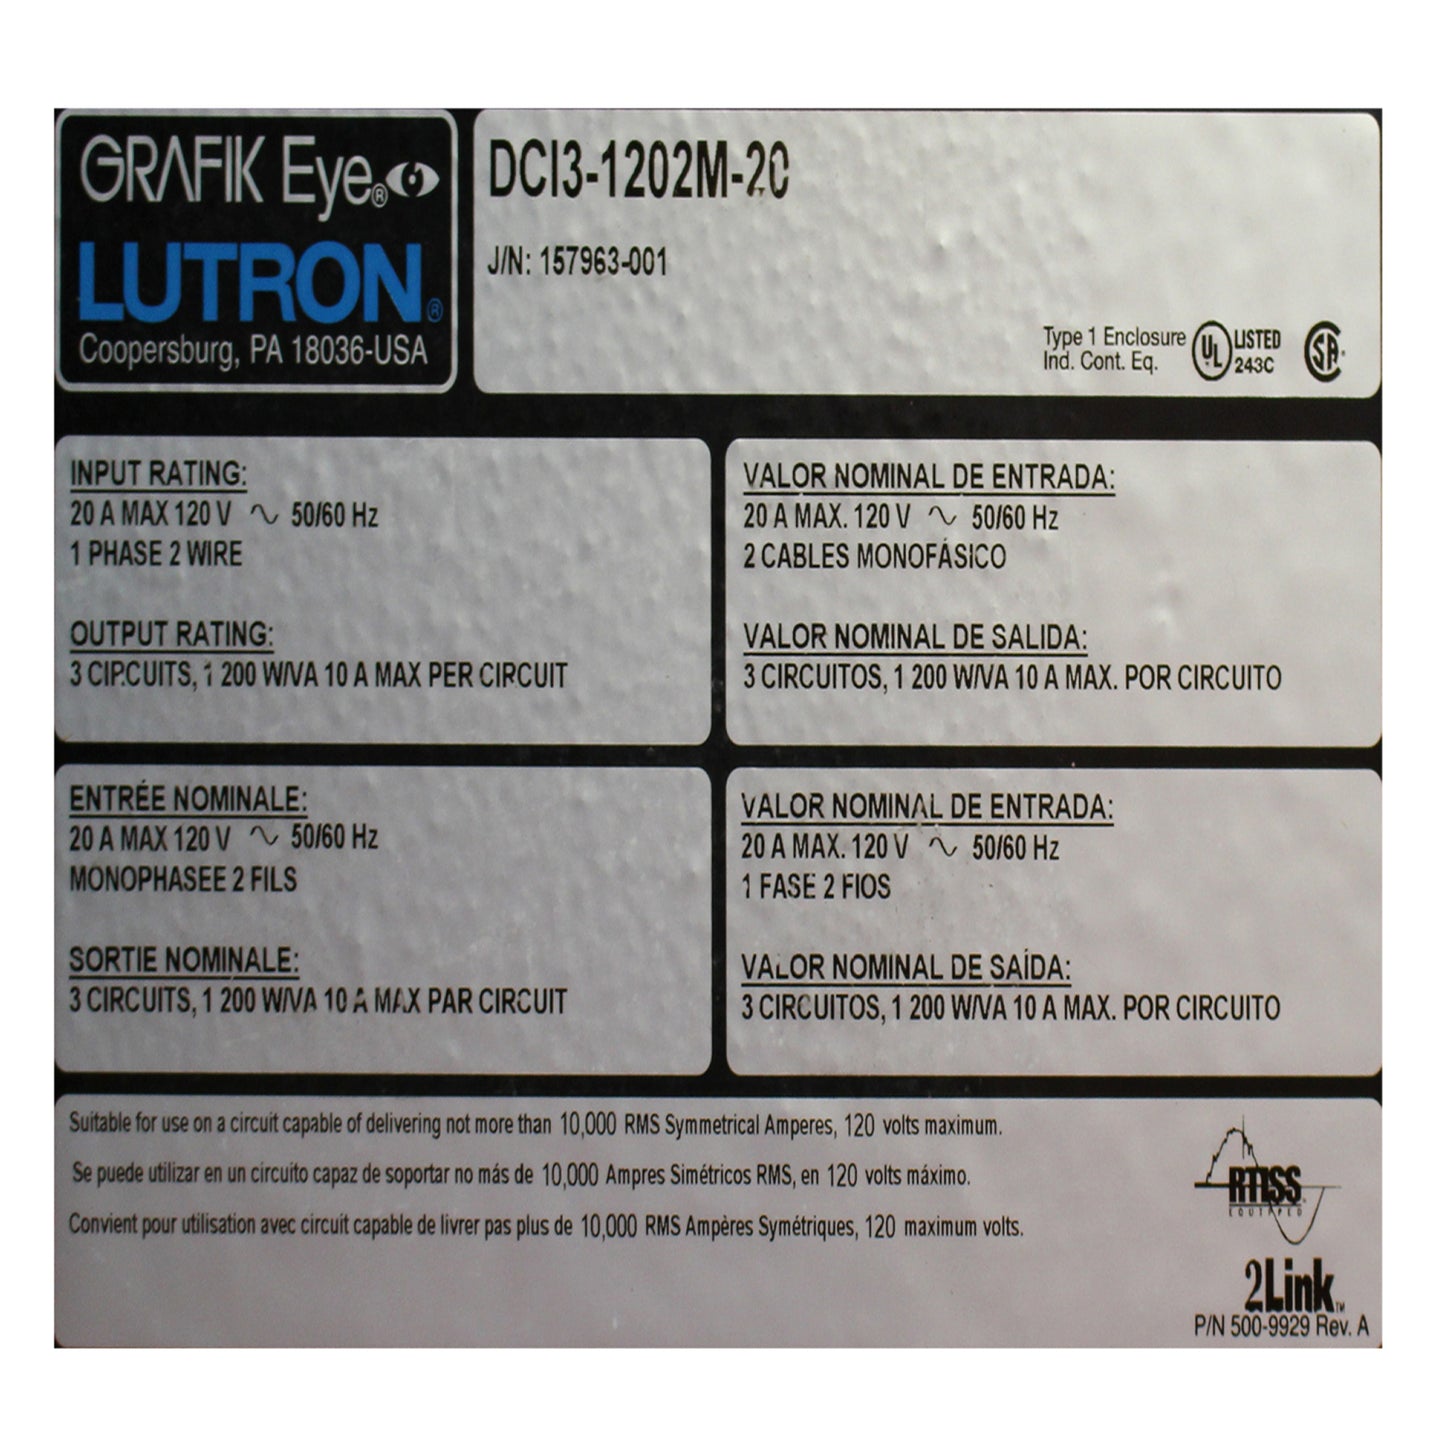 GRAFIK Eye®
LUTRON®
Coopersburg, PA 18036-USA
DCI3-1202M-20
J/N: 157963-001
Type 1 Enclosure
Ind. Cont. Eq.
UL LISTED
243C
SA
INPUT RATING:
20 A MAX 120 V ~ 50/60 Hz
1 PHASE 2 WIRE
OUTPUT RATING:
3 CIRCUITS, 1 200 W/VA 10 A MAX PER CIRCUIT
VALOR NOMINAL DE ENTRADA:
20 A MAX. 120 V ~ 50/60 Hz
2 CABLES MONOFÁSICO
VALOR NOMINAL DE SALIDA:
3 CIRCUITOS, 1 200 W/VA 10 A MAX. POR CIRCUITO
ENTRÉE NOMINALE:
20 A MAX 120 V ~ 50/60 Hz
MONOPHASEE 2 FILS
SORTIE NOMINALE:
3 CIRCUITS, 1 200 W/VA 10 A MAX PAR CIRCUIT
VALOR NOMINAL DE ENTRADA:
20 A MAX. 120 V ~ 50/60 Hz
1 FASE 2 FIOS
VALOR NOMINAL DE SAÍDA:
3 CIRCUITOS, 1 200 W/VA 10 A MAX. POR CIRCUITO
Suitable for use on a circuit capable of delivering not more than 10,000 RMS Symmetrical Amperes, 120 volts maximum.
Se puede utilizar en un circuito capaz de soportar no más de 10,000 Ampres Simétricos RMS, en 120 volts máximo.
Convient pour utilisation avec circuit capable de livrer pas plus de 10,000 RMS Ampères Symétriques, 120 maximum volts.
RTISS
EQUIPPED
2Link™
P/N 500-9929 Rev. A